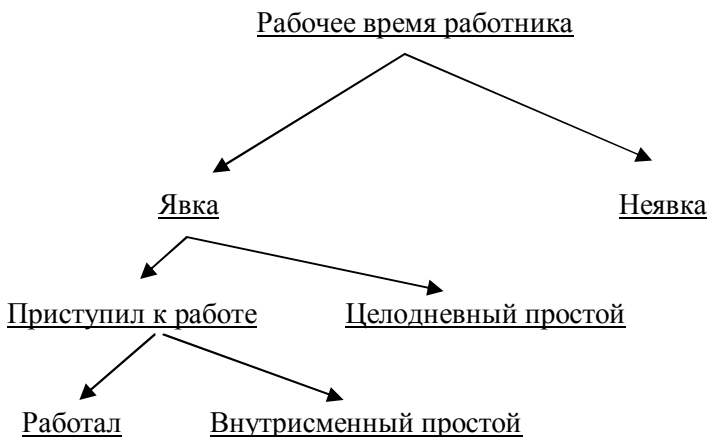 Рабочее время работника
Явка
Неявка
Приступил к работе
Целодневный простой
Работал
Внутрисменный простой